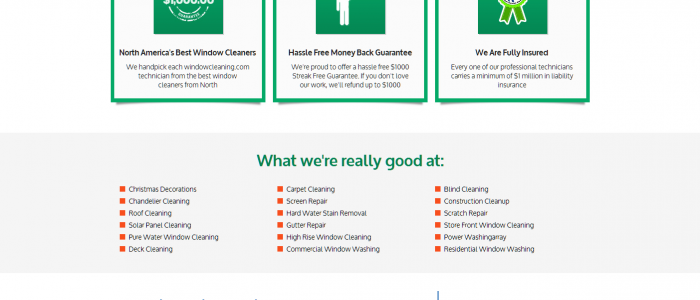 $1,000.00
GUARANTEE
North America's Best Window Cleaners
We handpick each windowcleaning.com
technician from the best window
cleaners from North
Hassle Free Money Back Guarantee
We're proud to offer a hassle free $1000
Streak Free Guarantee. If you don't love
our work, we'll refund up to $1000
We Are Fully Insured
Every one of our professional technicians
carries a minimum of $1 million in liability
insurance
What we're really good at:
Christmas Decorations
Chandelier Cleaning
Roof Cleaning
Solar Panel Cleaning
Pure Water Window Cleaning
Deck Cleaning
Carpet Cleaning
Screen Repair
Hard Water Stain Removal
Gutter Repair
High Rise Window Cleaning
Commercial Window Washing
Blind Cleaning
Construction Cleanup
Scratch Repair
Store Front Window Cleaning
Power Washingarray
Residential Window Washing